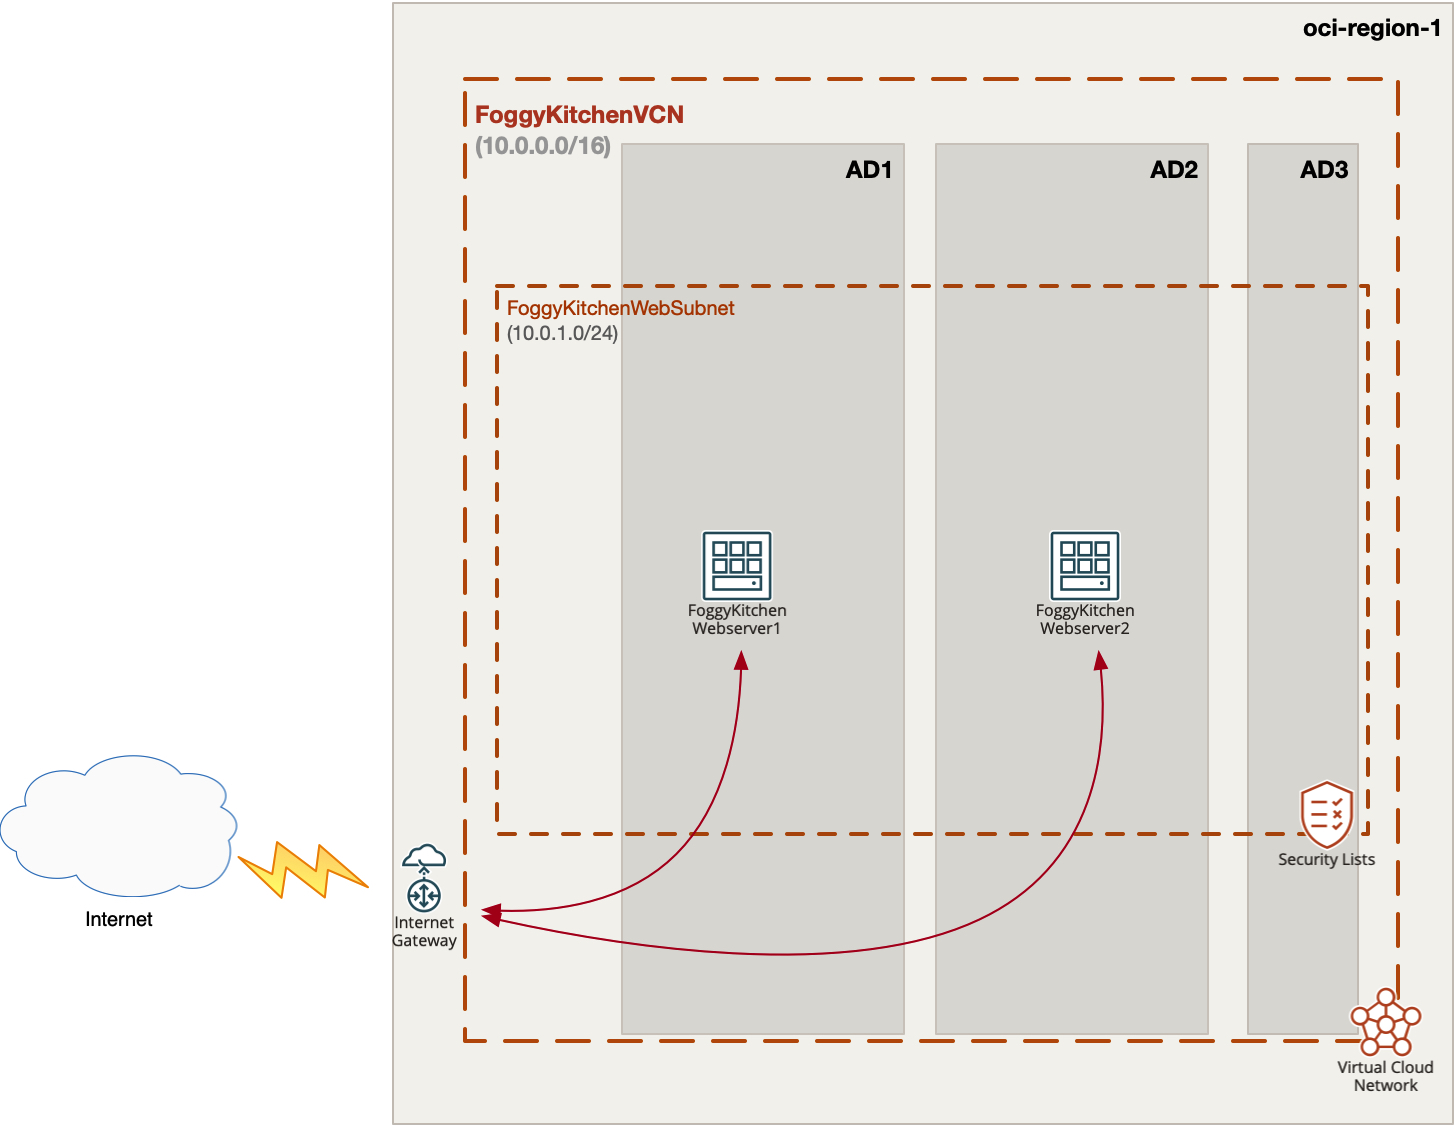 oci-region-1
FoggyKitchenVCN
(10.0.0.0/16)
AD1
AD2
AD3
FoggyKitchenWebSubnet
(10.0.1.0/24)
FoggyKitchen
Webserver1
FoggyKitchen
Webserver2
Security Lists
Internet
Internet
Gateway
Virtual Cloud
Network